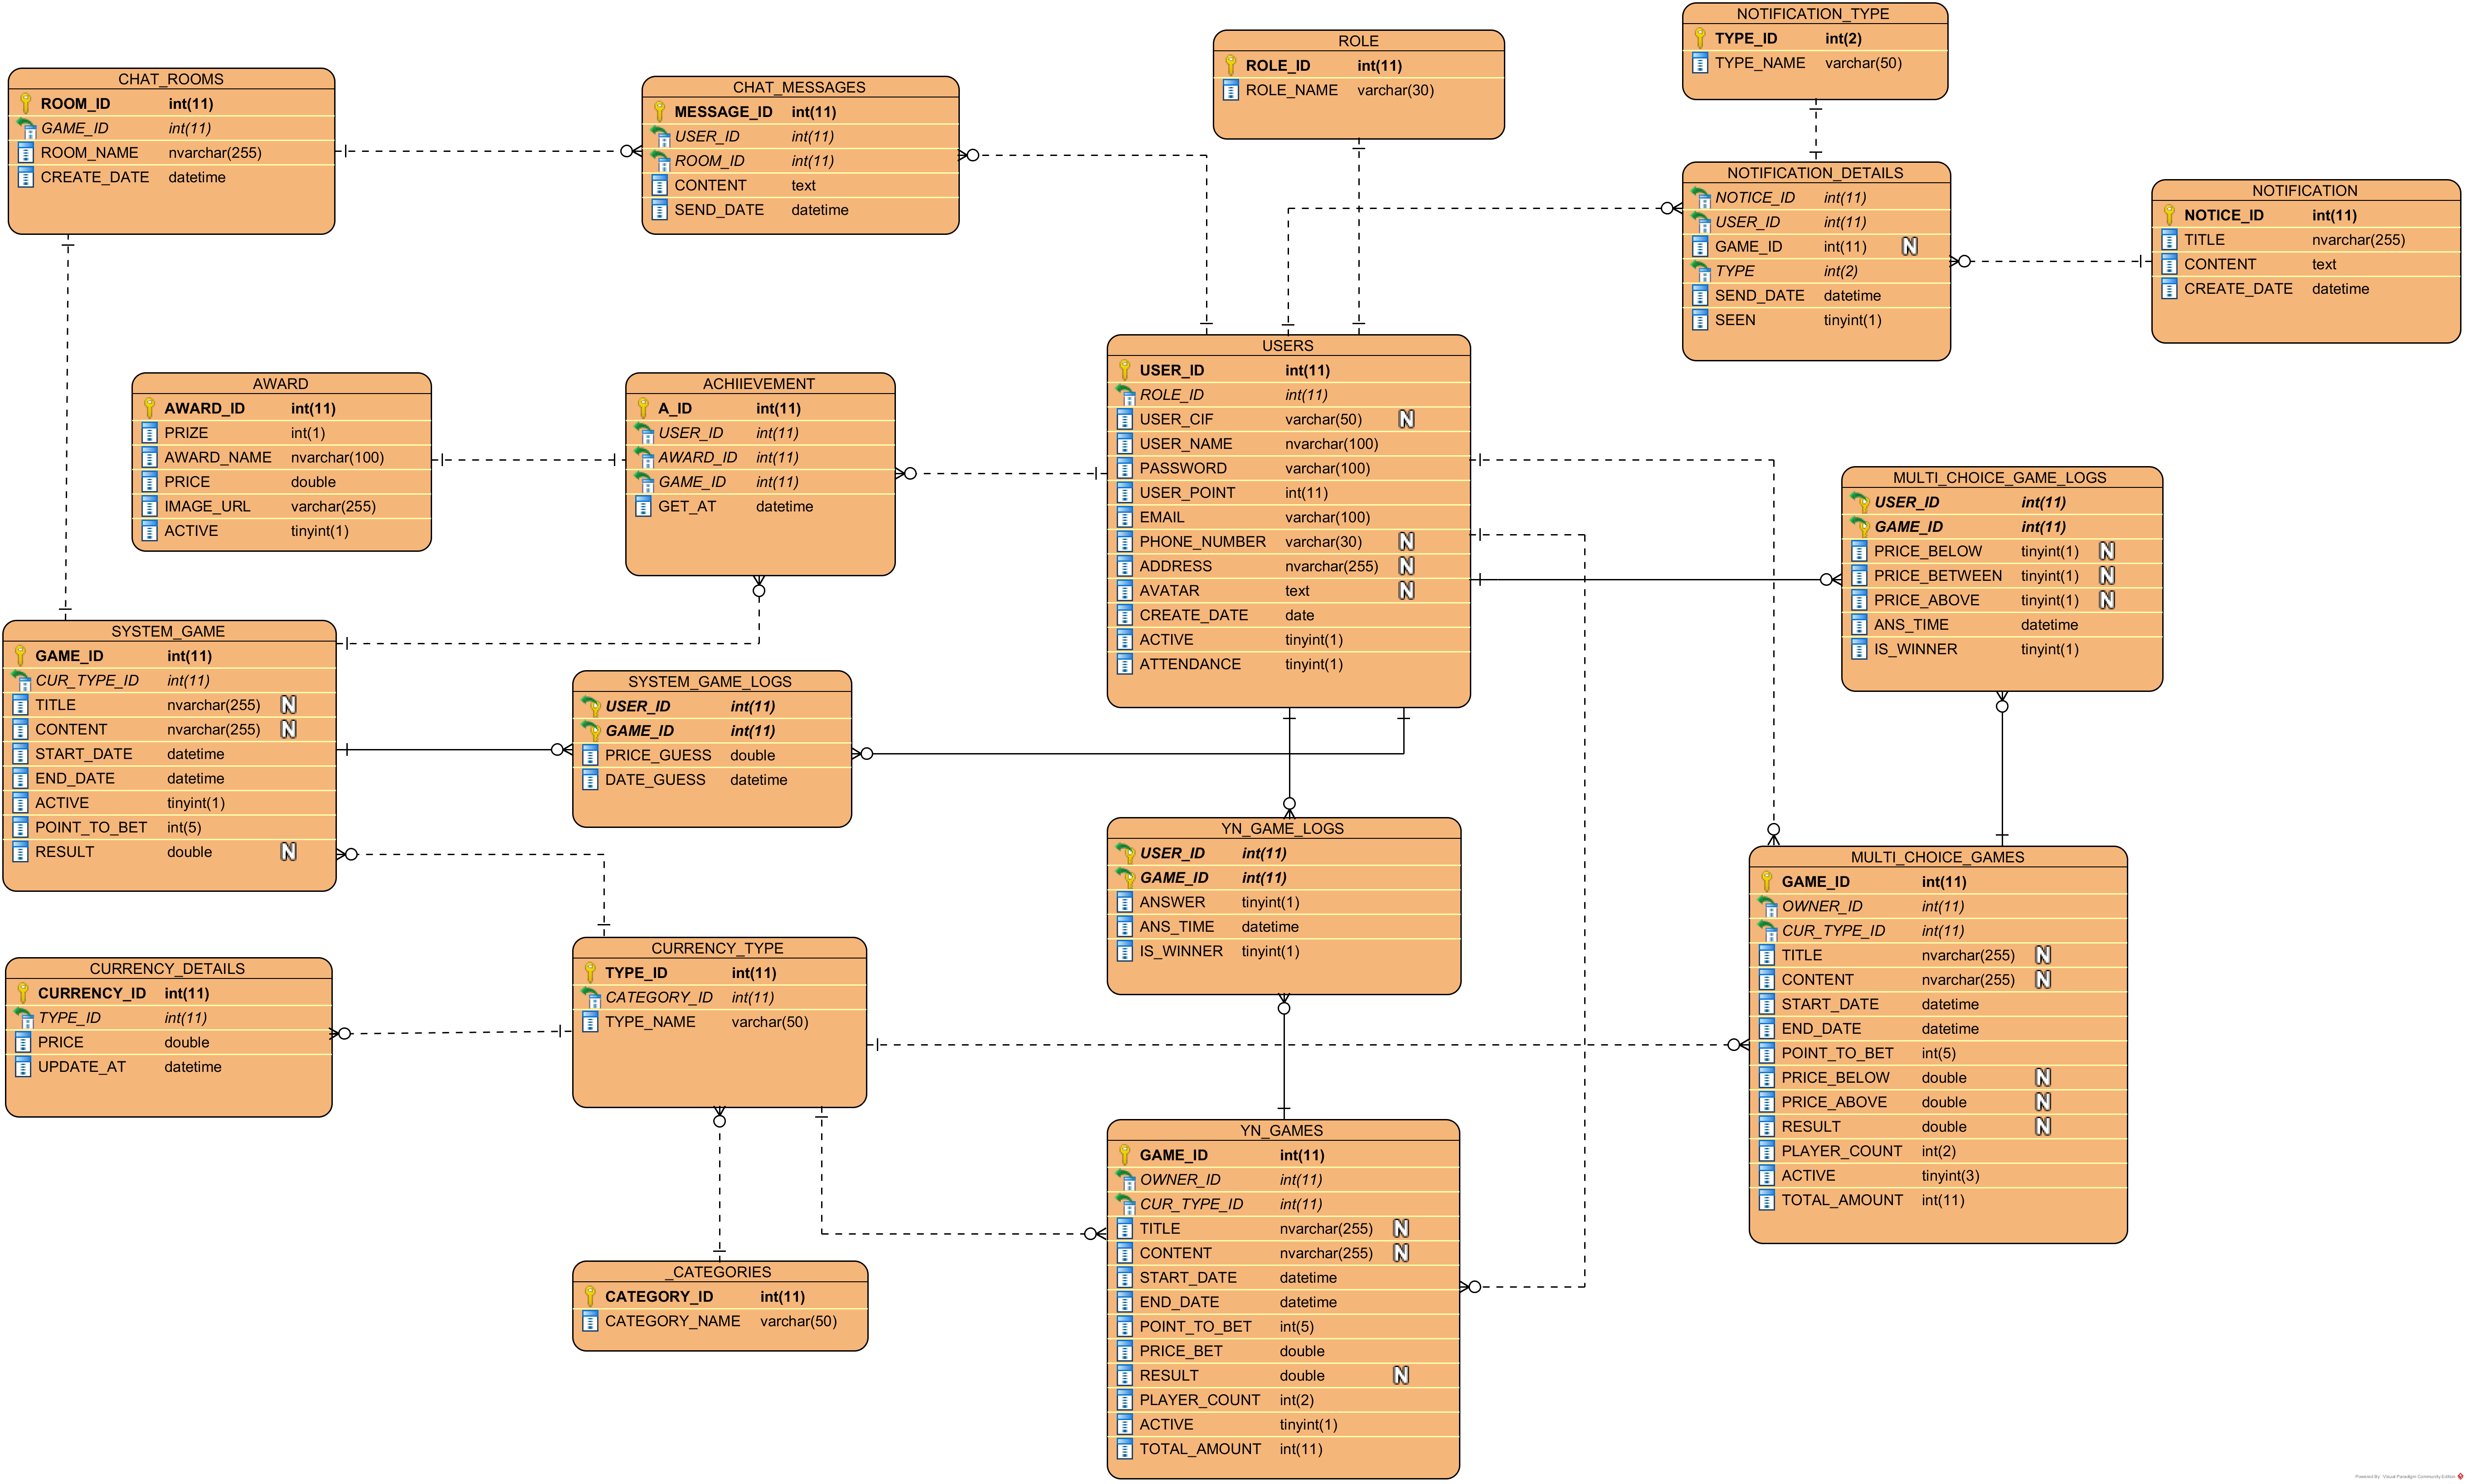 CHAT_ROOMS
ROOM_ID int(11)
GAME_ID int(11)
ROOM_NAME nvarchar(255)
CREATE_DATE datetime
CHAT_MESSAGES
MESSAGE_ID int(11)
USER_ID int(11)
ROOM_ID int(11)
CONTENT text
SEND_DATE datetime
ROLE
ROLE_ID int(11)
ROLE_NAME varchar(30)
NOTIFICATION_TYPE
TYPE_ID int(2)
TYPE_NAME varchar(50)
NOTIFICATION_DETAILS
NOTICE_ID int(11)
USER_ID int(11)
GAME_ID int(11) N
TYPE int(2)
SEND_DATE datetime
SEEN tinyint(1)
NOTIFICATION
NOTICE_ID int(11)
TITLE nvarchar(255)
CONTENT text
CREATE_DATE datetime
AWARD
AWARD_ID int(11)
PRIZE int(1)
AWARD_NAME nvarchar(100)
PRICE double
IMAGE_URL varchar(255)
ACTIVE tinyint(1)
ACHIIEVEMENT
A_ID int(11)
USER_ID int(11)
AWARD_ID int(11)
GAME_ID int(11)
GET_AT datetime
USERS
USER_ID int(11)
ROLE_ID int(11)
USER_CIF varchar(50) N
USER_NAME nvarchar(100)
PASSWORD varchar(100)
USER_POINT int(11)
EMAIL varchar(100)
PHONE_NUMBER varchar(30) N
ADDRESS nvarchar(255) N
AVATAR text N
CREATE_DATE date
ACTIVE tinyint(1)
ATTENDANCE tinyint(1)
MULTI_CHOICE_GAME_LOGS
USER_ID int(11)
GAME_ID int(11)
PRICE_BELOW tinyint(1) N
PRICE_BETWEEN tinyint(1) N
PRICE_ABOVE tinyint(1) N
ANS_TIME datetime
IS_WINNER tinyint(1)
SYSTEM_GAME
GAME_ID int(11)
CUR_TYPE_ID int(11)
TITLE nvarchar(255) N
CONTENT nvarchar(255) N
START_DATE datetime
END_DATE datetime
ACTIVE tinyint(1)
POINT_TO_BET int(5)
RESULT double N
SYSTEM_GAME_LOGS
USER_ID int(11)
GAME_ID int(11)
PRICE_GUESS double
DATE_GUESS datetime
YN_GAME_LOGS
USER_ID int(11)
GAME_ID int(11)
ANSWER tinyint(1)
ANS_TIME datetime
IS_WINNER tinyint(1)
MULTI_CHOICE_GAMES
GAME_ID int(11)
OWNER_ID int(11)
CUR_TYPE_ID int(11)
TITLE nvarchar(255) N
CONTENT nvarchar(255) N
START_DATE datetime
END_DATE datetime
POINT_TO_BET int(5)
PRICE_BELOW double N
PRICE_ABOVE double N
RESULT double N
PLAYER_COUNT int(2)
ACTIVE tinyint(3)
TOTAL_AMOUNT int(11)
CURRENCY_DETAILS
CURRENCY_ID int(11)
TYPE_ID int(11)
PRICE double
UPDATE_AT datetime
CURRENCY_TYPE
TYPE_ID int(11)
CATEGORY_ID int(11)
TYPE_NAME varchar(50)
YN_GAMES
GAME_ID int(11)
OWNER_ID int(11)
CUR_TYPE_ID int(11)
TITLE nvarchar(255) N
CONTENT nvarchar(255) N
START_DATE datetime
END_DATE datetime
POINT_TO_BET int(5)
PRICE_BET double
RESULT double N
PLAYER_COUNT int(2)
ACTIVE tinyint(1)
TOTAL_AMOUNT int(11)
_CATEGORIES
CATEGORY_ID int(11)
CATEGORY_NAME varchar(50)
Powered By: Visual Paradigm Community Edition